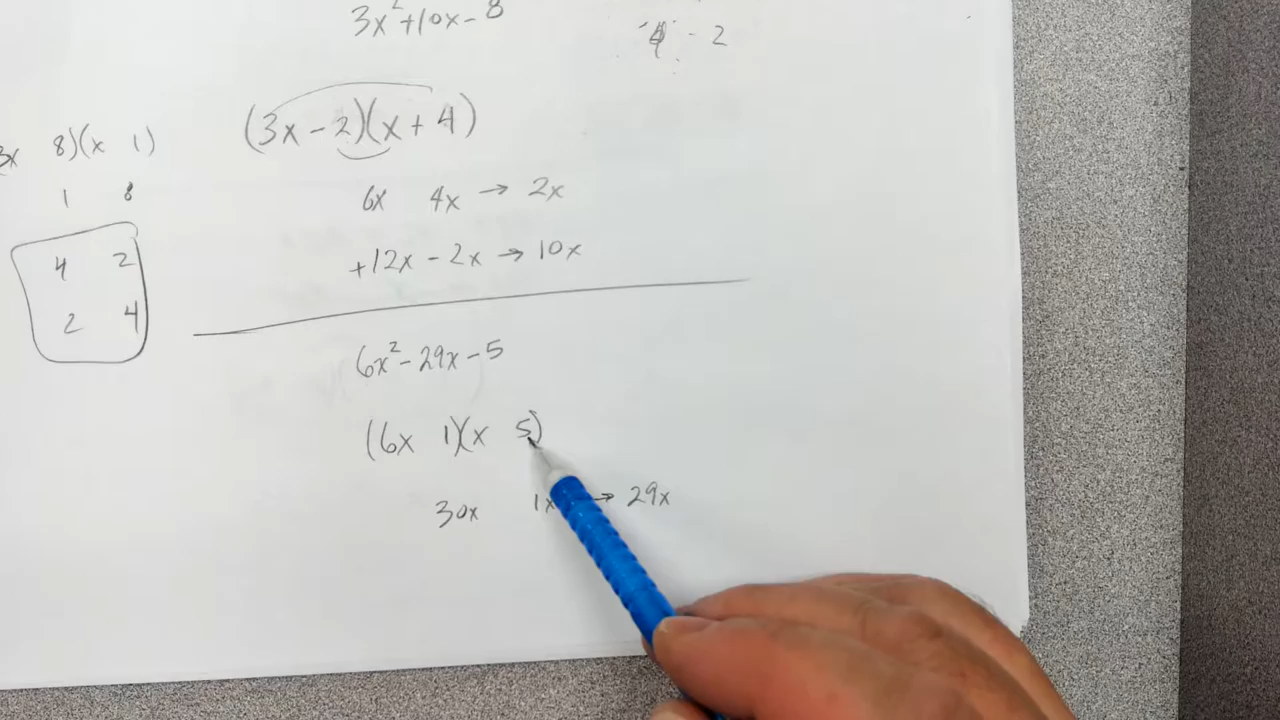 3x²+10x-8
4 - 2
(3x-2)(x+4)
3x 8)(x 1)
6x 4x → 2x
1 8
+12x-2x → 10x
4 2
2 4
6x²-29x-5
(6x 1)(x 5)
30x 1x → 29x